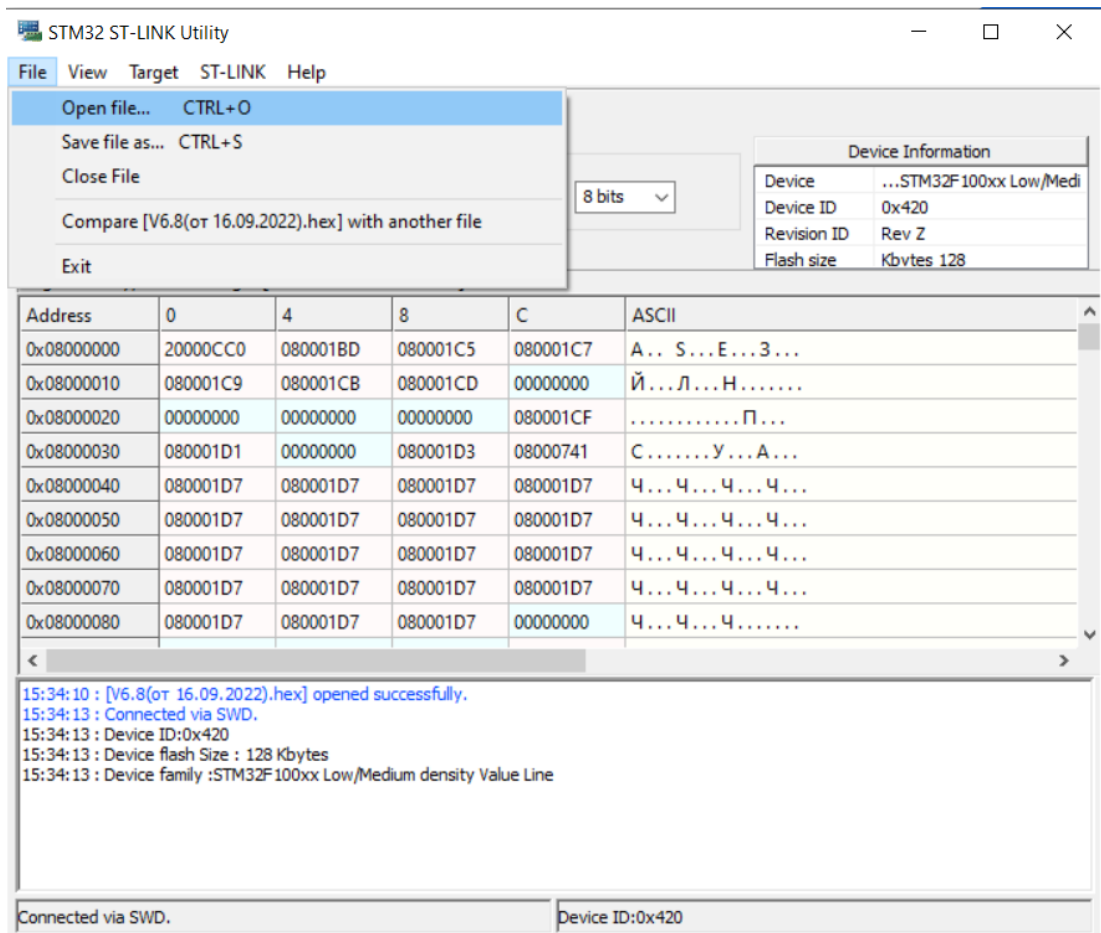 STM32 ST-LINK Utility
File View Target ST-LINK Help
Open file... CTRL+O
Save file as... CTRL+S
Close File
Compare [V6.8(от 16.09.2022).hex] with another file
Exit
8 bits
Device Information
Device ...STM32F100xx Low/Medi
Device ID 0x420
Revision ID Rev Z
Flash size Kbytes 128
Address 0 4 8 C ASCII
0x08000000 20000CC0 080001BD 080001C5 080001C7 А.. Ѕ...Е...З...
0x08000010 080001C9 080001CB 080001CD 00000000 Й...Л...Н.......
0x08000020 00000000 00000000 00000000 080001CF ............П...
0x08000030 080001D1 00000000 080001D3 08000741 С.......У...A...
0x08000040 080001D7 080001D7 080001D7 080001D7 Ч...Ч...Ч...Ч...
0x08000050 080001D7 080001D7 080001D7 080001D7 Ч...Ч...Ч...Ч...
0x08000060 080001D7 080001D7 080001D7 080001D7 Ч...Ч...Ч...Ч...
0x08000070 080001D7 080001D7 080001D7 080001D7 Ч...Ч...Ч...Ч...
0x08000080 080001D7 080001D7 080001D7 00000000 Ч...Ч...Ч.......
15:34:10 : [V6.8(от 16.09.2022).hex] opened successfully.
15:34:13 : Connected via SWD.
15:34:13 : Device ID:0x420
15:34:13 : Device flash Size : 128 Kbytes
15:34:13 : Device family :STM32F100xx Low/Medium density Value Line
Connected via SWD.
Device ID:0x420